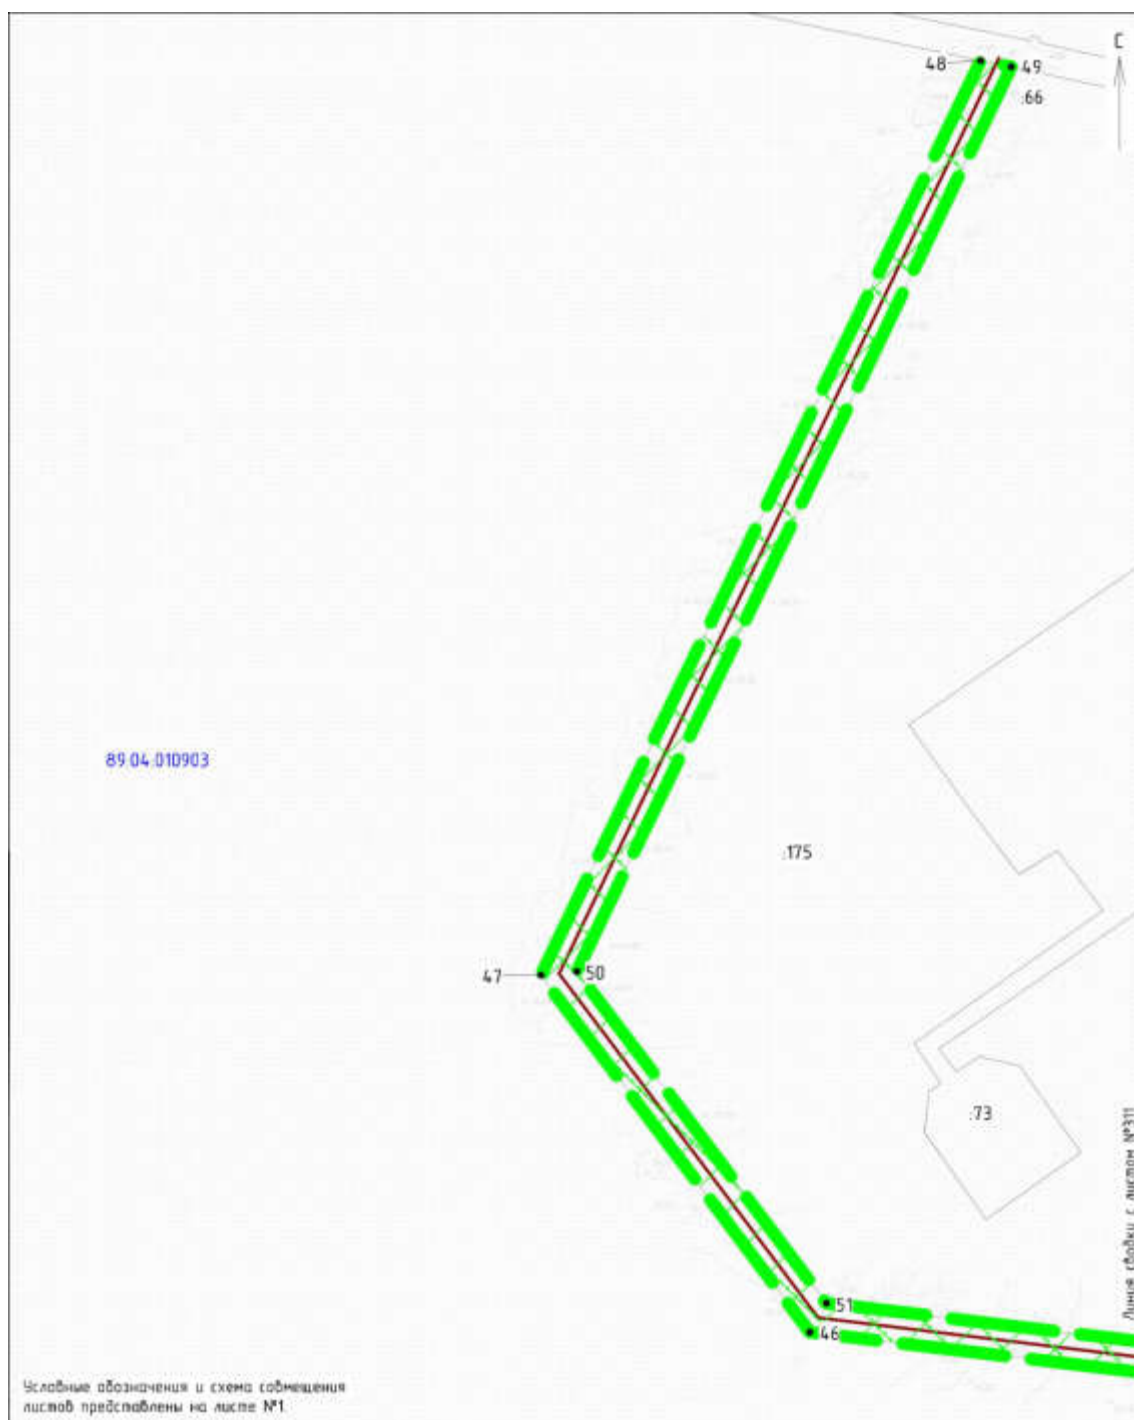 С
48
49
:66
89:04:010903
:175
47
50
:73
Линия сводки с листом №311
51
46
Условные обозначения и схема совмещения
листов представлены на листе №1.